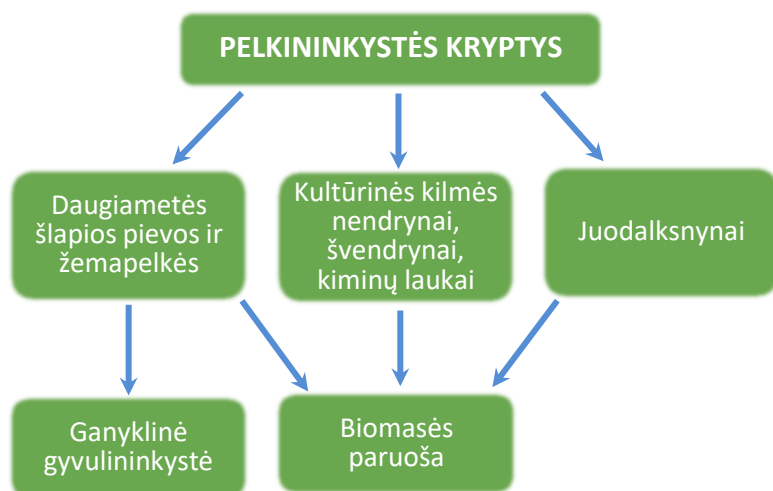 PELKININKYSTĖS KRYPTYS
Daugiametės
šlapios pievos ir
žemapelkės
Kultūrinės kilmės
nendrynai,
švendrynai,
kiminų laukai
Juodalksnynai
Ganyklinė
gyvulininkystė
Biomasės
paruoša